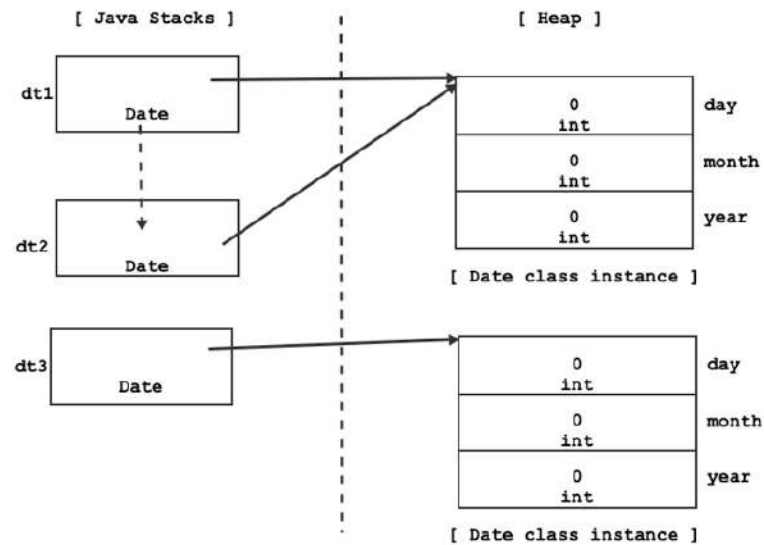 [ Java Stacks ]
[ Heap ]
dt1
Date
0
int
day
0
int
month
0
int
year
dt2
Date
[ Date class instance ]
dt3
Date
0
int
day
0
int
month
0
int
year
[ Date class instance ]